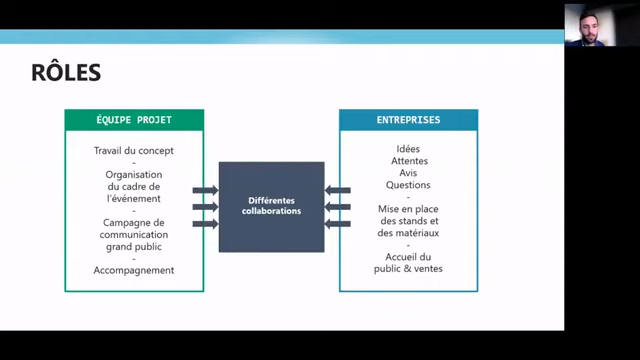 RÔLES
ÉQUIPE PROJET
Travail du concept
-
Organisation
du cadre de
l'événement
-
Campagne de
communication
grand public
-
Accompagnement
Différentes
collaborations
ENTREPRISES
Idées
Attentes
Avis
Questions
-
Mise en place
des stands et
des matériaux
-
Accueil du
public & ventes